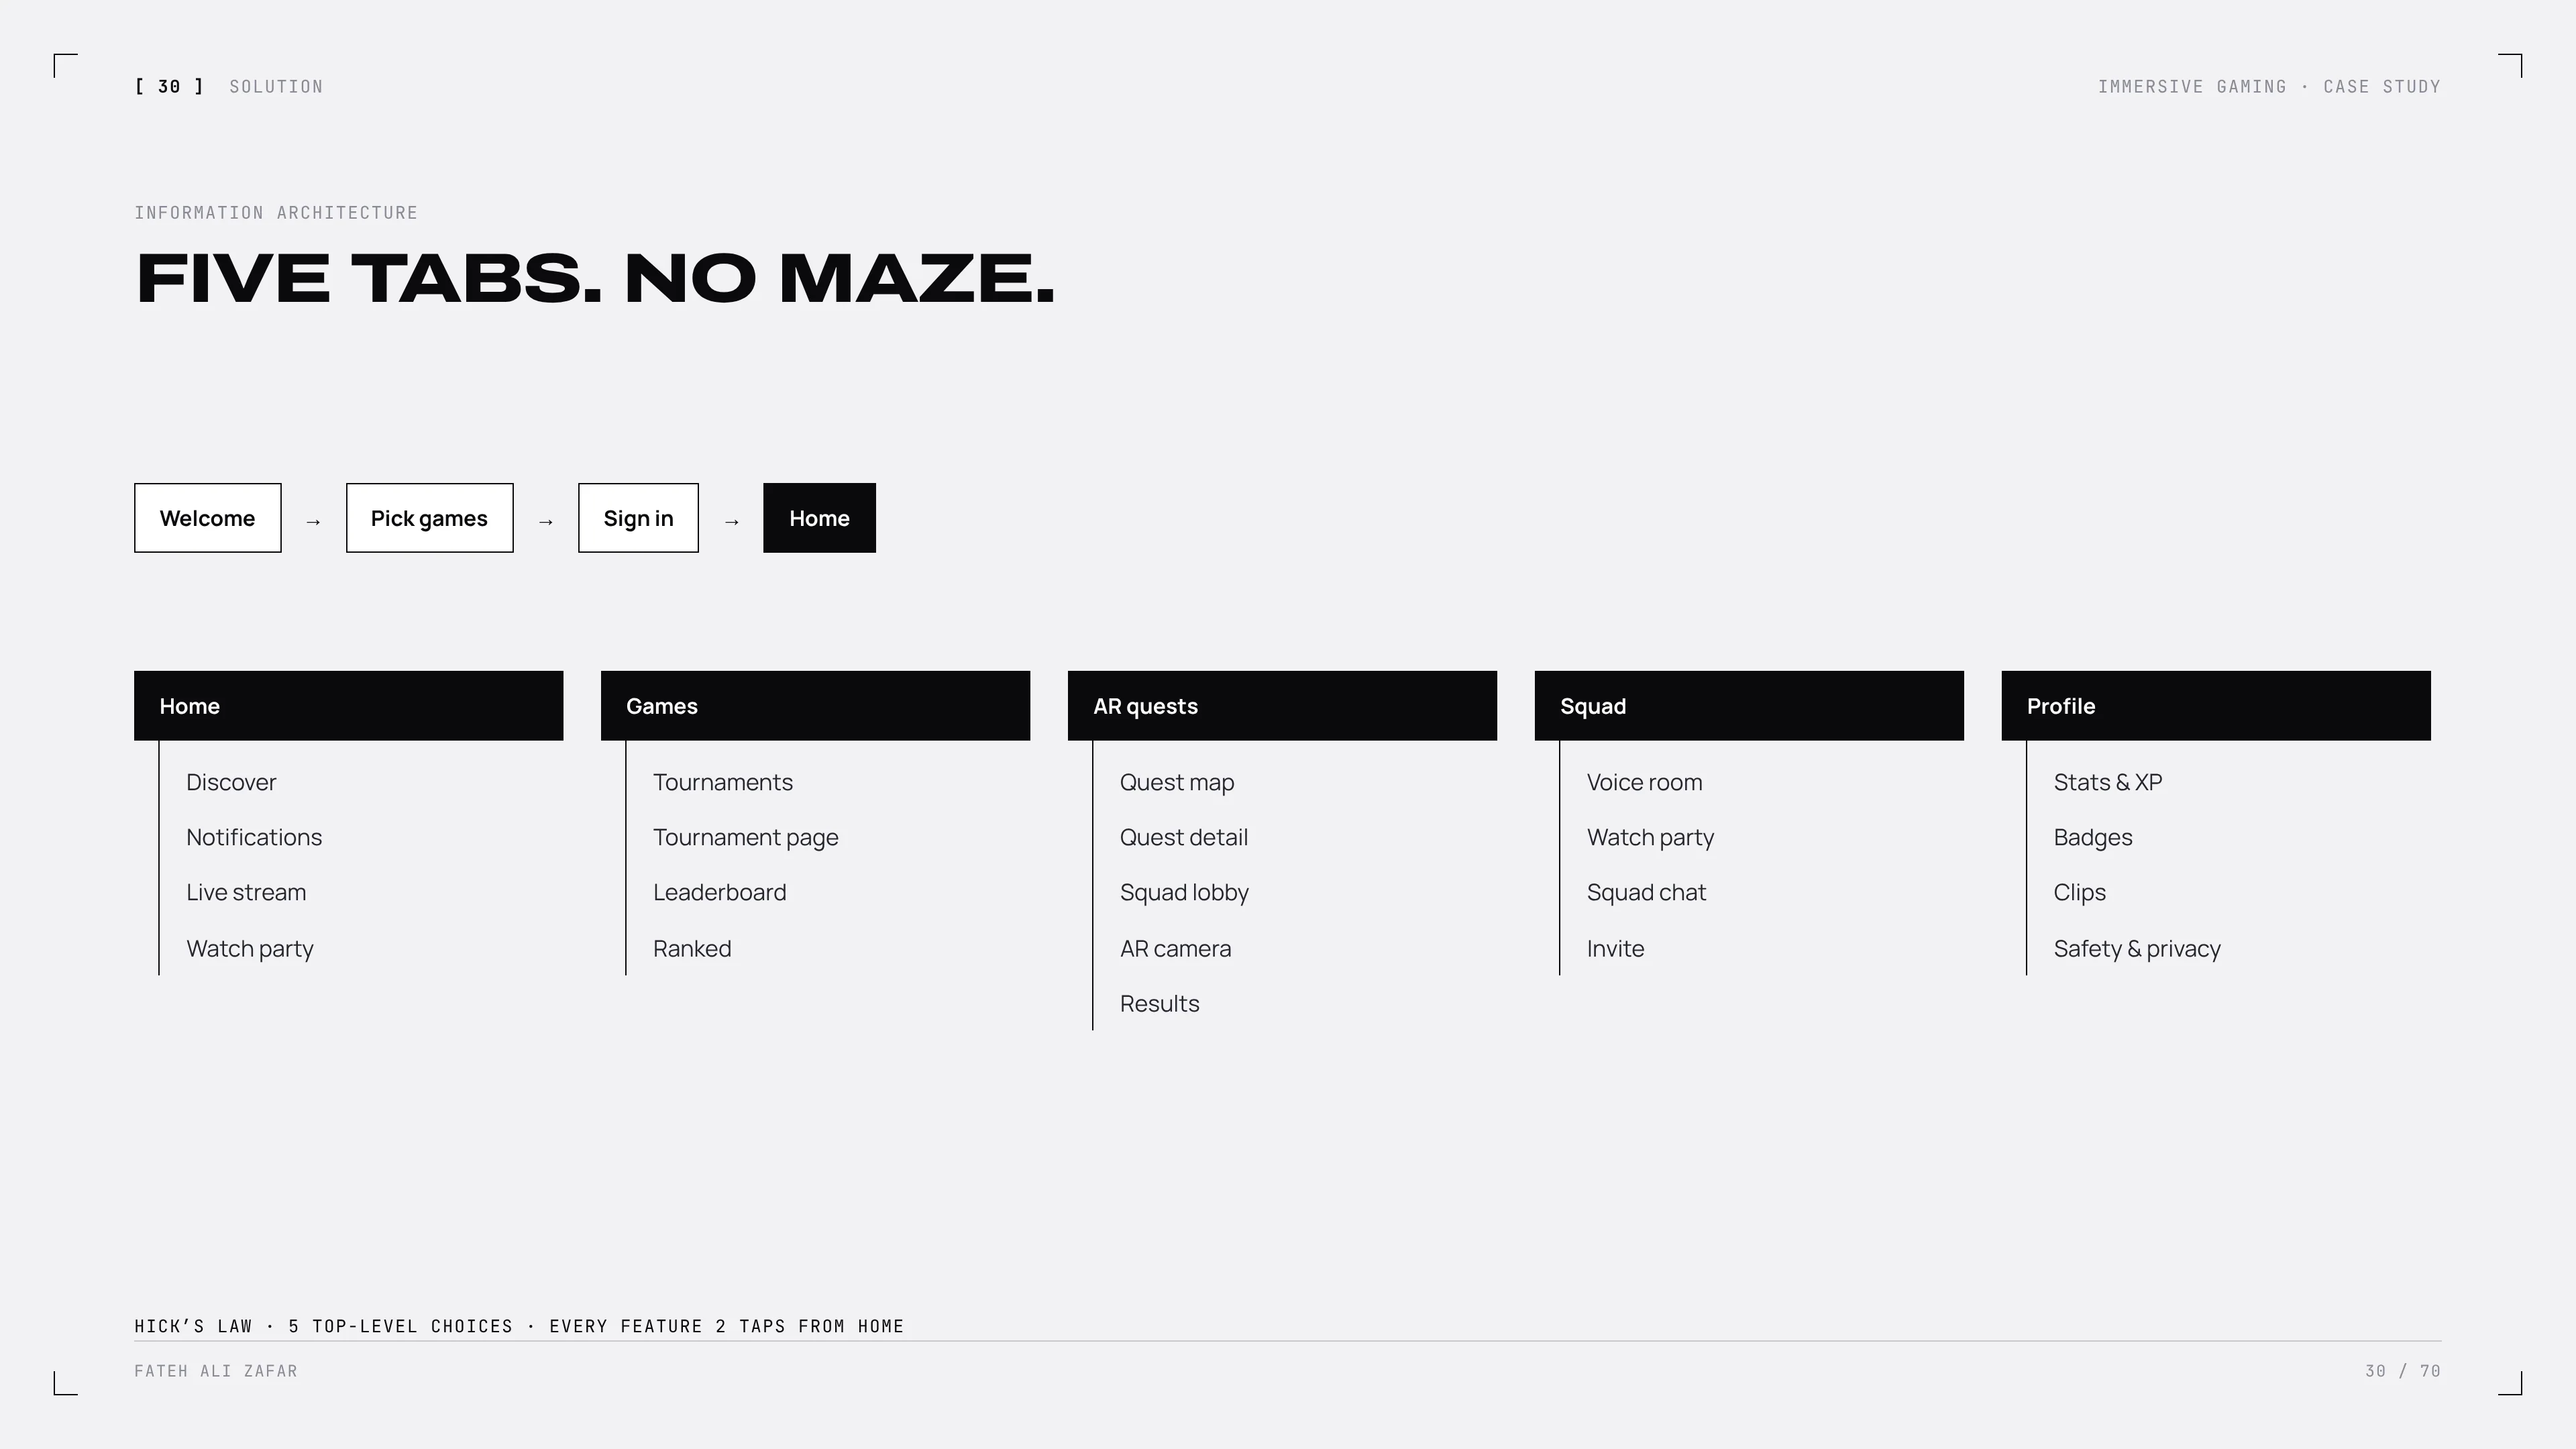 [ 30 ] SOLUTION
IMMERSIVE GAMING · CASE STUDY
INFORMATION ARCHITECTURE
FIVE TABS. NO MAZE.
Welcome → Pick games → Sign in → Home
Home
Discover
Notifications
Live stream
Watch party
Games
Tournaments
Tournament page
Leaderboard
Ranked
AR quests
Quest map
Quest detail
Squad lobby
AR camera
Results
Squad
Voice room
Watch party
Squad chat
Invite
Profile
Stats & XP
Badges
Clips
Safety & privacy
HICK’S LAW · 5 TOP-LEVEL CHOICES · EVERY FEATURE 2 TAPS FROM HOME
FATEH ALI ZAFAR
30 / 70